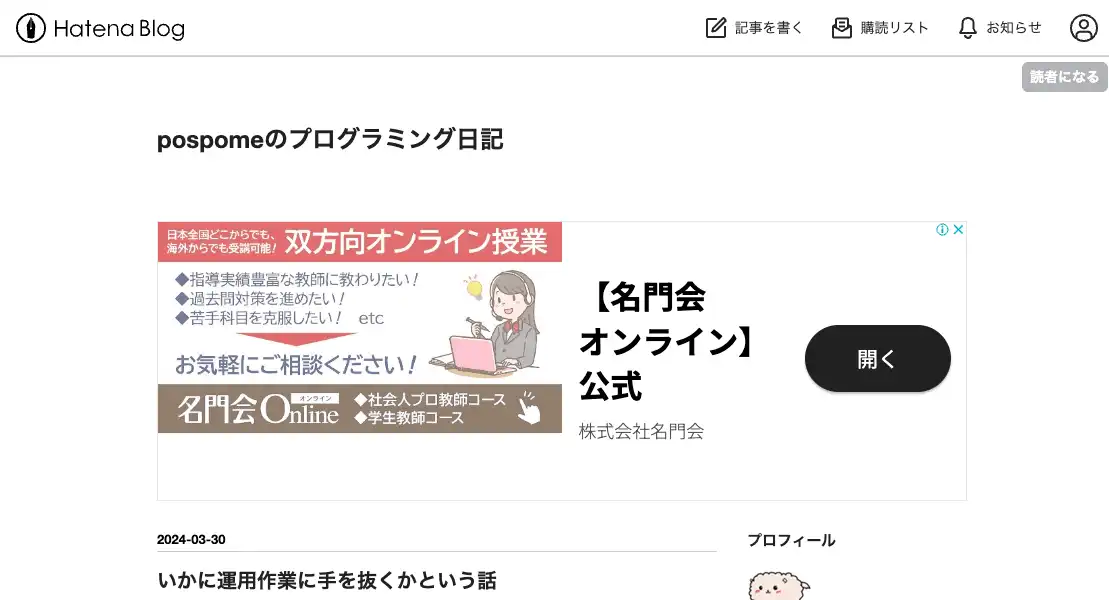 Hatena Blog
記事を書く
購読リスト
お知らせ
読者になる
pospomeのプログラミング日記
日本全国どこからでも、
海外からでも受講可能!
双方向オンライン授業
◆指導実績豊富な教師に教わりたい!
◆過去問対策を進めたい!
◆苦手科目を克服したい! etc
お気軽にご相談ください!
名門会Online
オンライン
◆社会人プロ教師コース
◆学生教師コース
【名門会
オンライン】
公式
株式会社名門会
開く
2024-03-30
いかに運用作業に手を抜くかという話
プロフィール